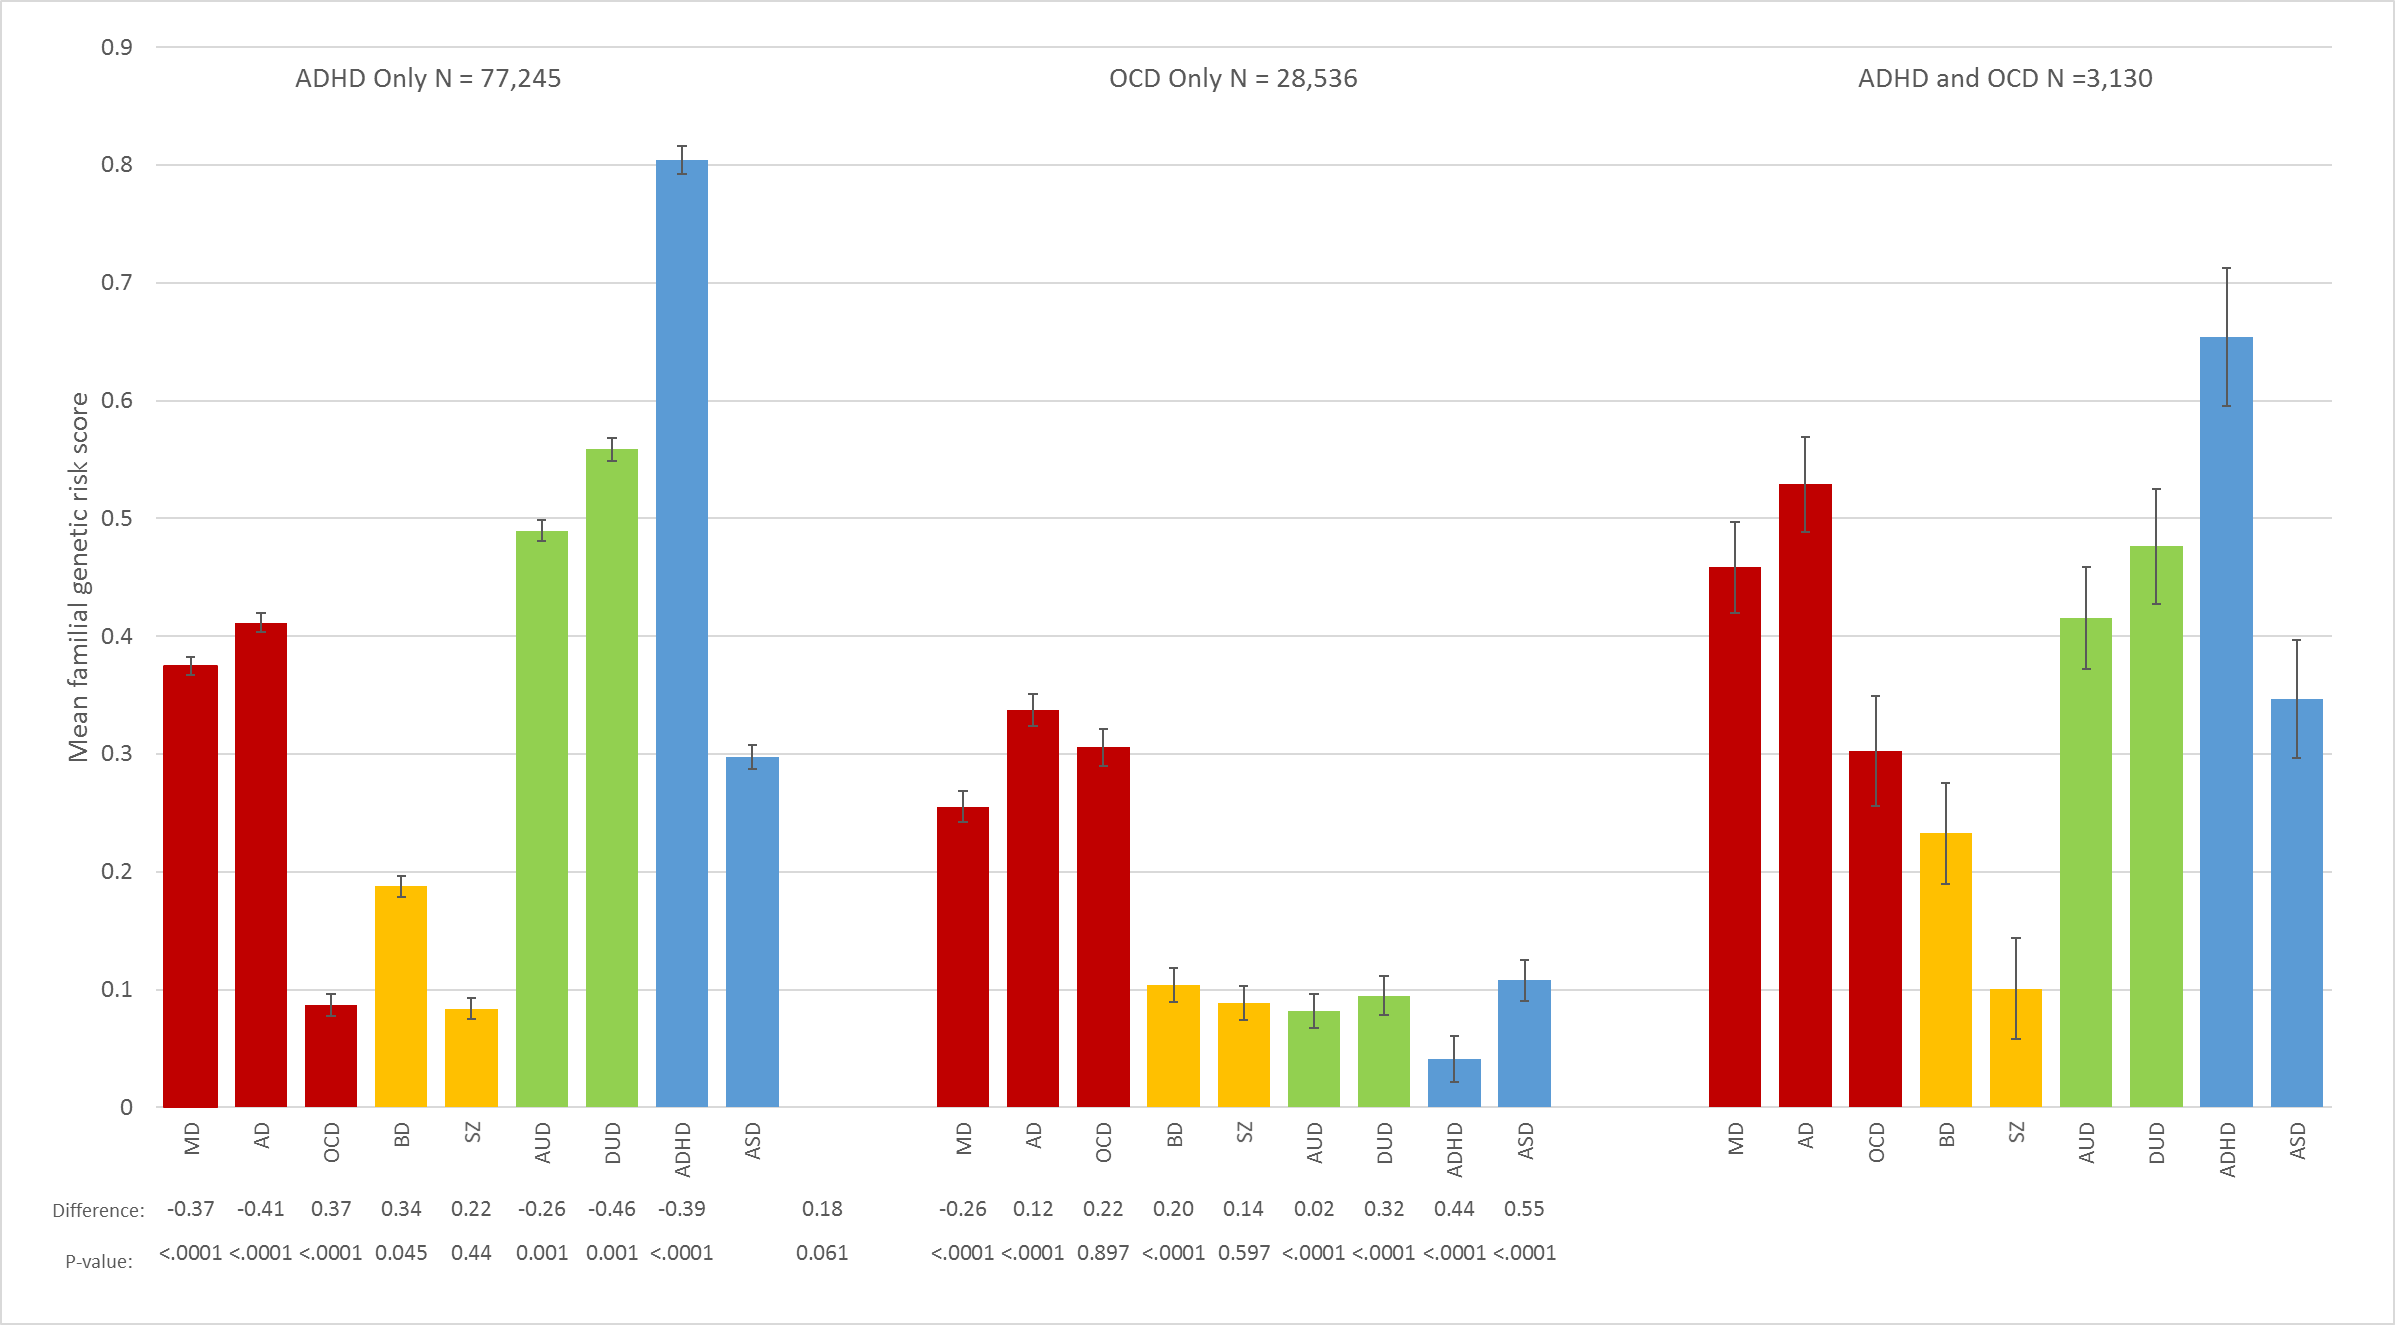 0.9
ADHD Only N = 77,245
OCD Only N = 28,536
ADHD and OCD N =3,130
0.8
0.7
0.6
0.5
0.4
0.3
0.2
0.1
0
Mean familial genetic risk score
MD AD OCD BD SZ AUD DUD ADHD ASD MD AD OCD BD SZ AUD DUD ADHD ASD MD AD OCD BD SZ AUD DUD ADHD ASD
Difference: -0.37 -0.41 0.37 0.34 0.22 -0.26 -0.46 -0.39 0.18 -0.26 0.12 0.22 0.20 0.14 0.02 0.32 0.44 0.55
P-value: <.0001 <.0001 <.0001 0.045 0.44 0.001 0.001 <.0001 0.061 <.0001 <.0001 0.897 <.0001 0.597 <.0001 <.0001 <.0001 <.0001